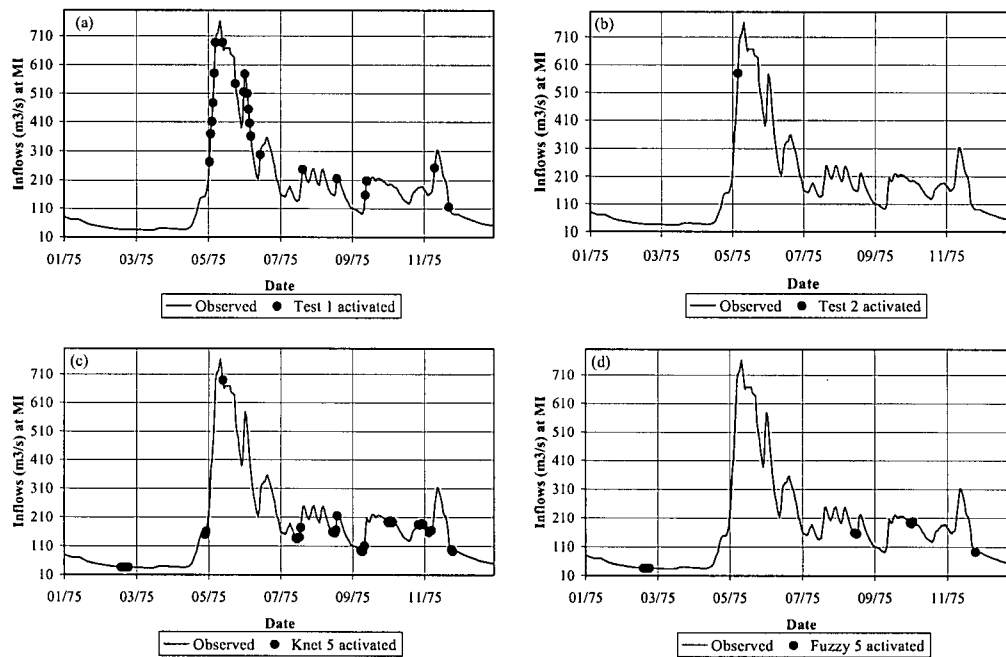 (a)
Inflows (m3/s) at MI
710
610
510
410
310
210
110
10
01/75 03/75 05/75 07/75 09/75 11/75
Date
Observed Test 1 activated
(b)
Inflows (m3/s) at MI
710
610
510
410
310
210
110
10
01/75 03/75 05/75 07/75 09/75 11/75
Date
Observed Test 2 activated
(c)
Inflows (m3/s) at MI
710
610
510
410
310
210
110
10
01/75 03/75 05/75 07/75 09/75 11/75
Date
Observed Knet 5 activated
(d)
Inflows (m3/s) at MI
710
610
510
410
310
210
110
10
01/75 03/75 05/75 07/75 09/75 11/75
Date
Observed Fuzzy 5 activated